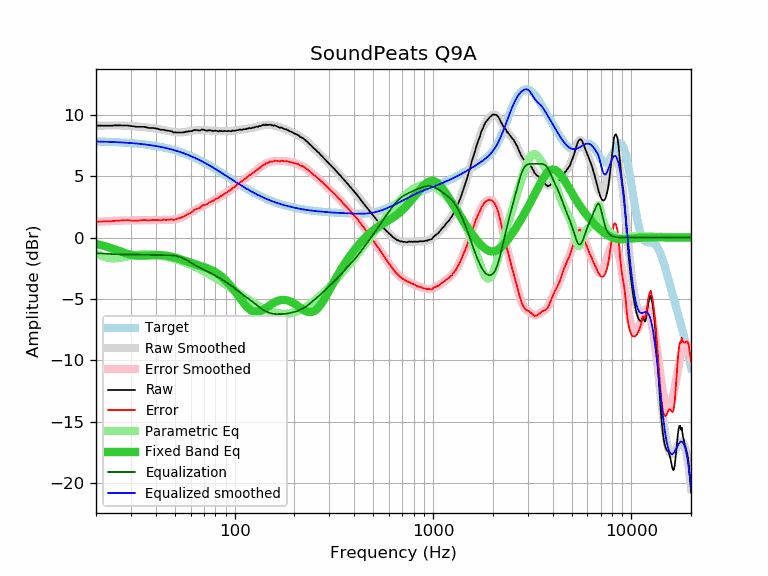 SoundPeats Q9A
Amplitude (dBr)
10
5
0
−5
−10
−15
−20
Target
Raw Smoothed
Error Smoothed
Raw
Error
Parametric Eq
Fixed Band Eq
Equalization
Equalized smoothed
100
1000
10000
Frequency (Hz)